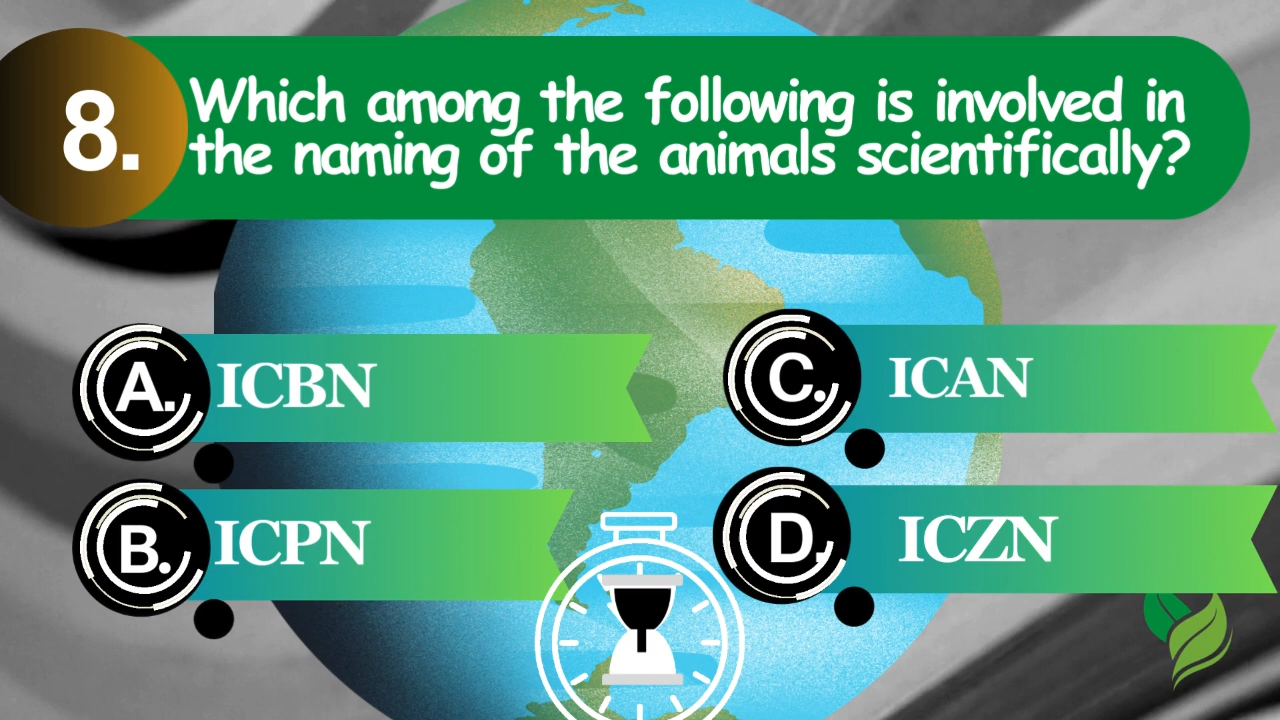 8.
Which among the following is involved in
the naming of the animals scientifically?
A. ICBN
B. ICPN
C. ICAN
D. ICZN